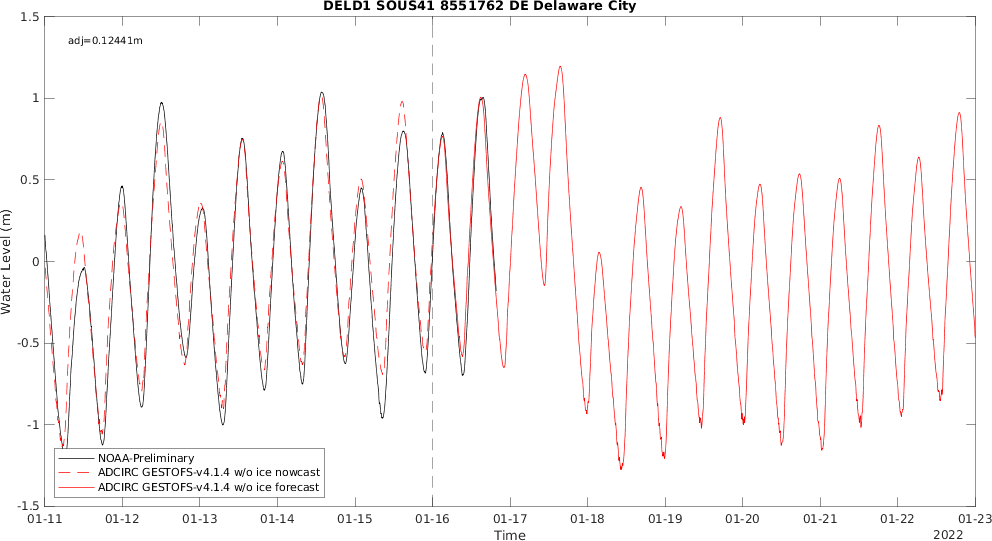 DELD1 SOUS41 8551762 DE Delaware City
adj=0.12441m
1.5
1
0.5
0
-0.5
-1
-1.5
Water Level (m)
NOAA-Preliminary
ADCIRC GESTOFS-v4.1.4 w/o ice nowcast
ADCIRC GESTOFS-v4.1.4 w/o ice forecast
01-11 01-12 01-13 01-14 01-15 01-16 01-17 01-18 01-19 01-20 01-21 01-22 01-23
Time
2022